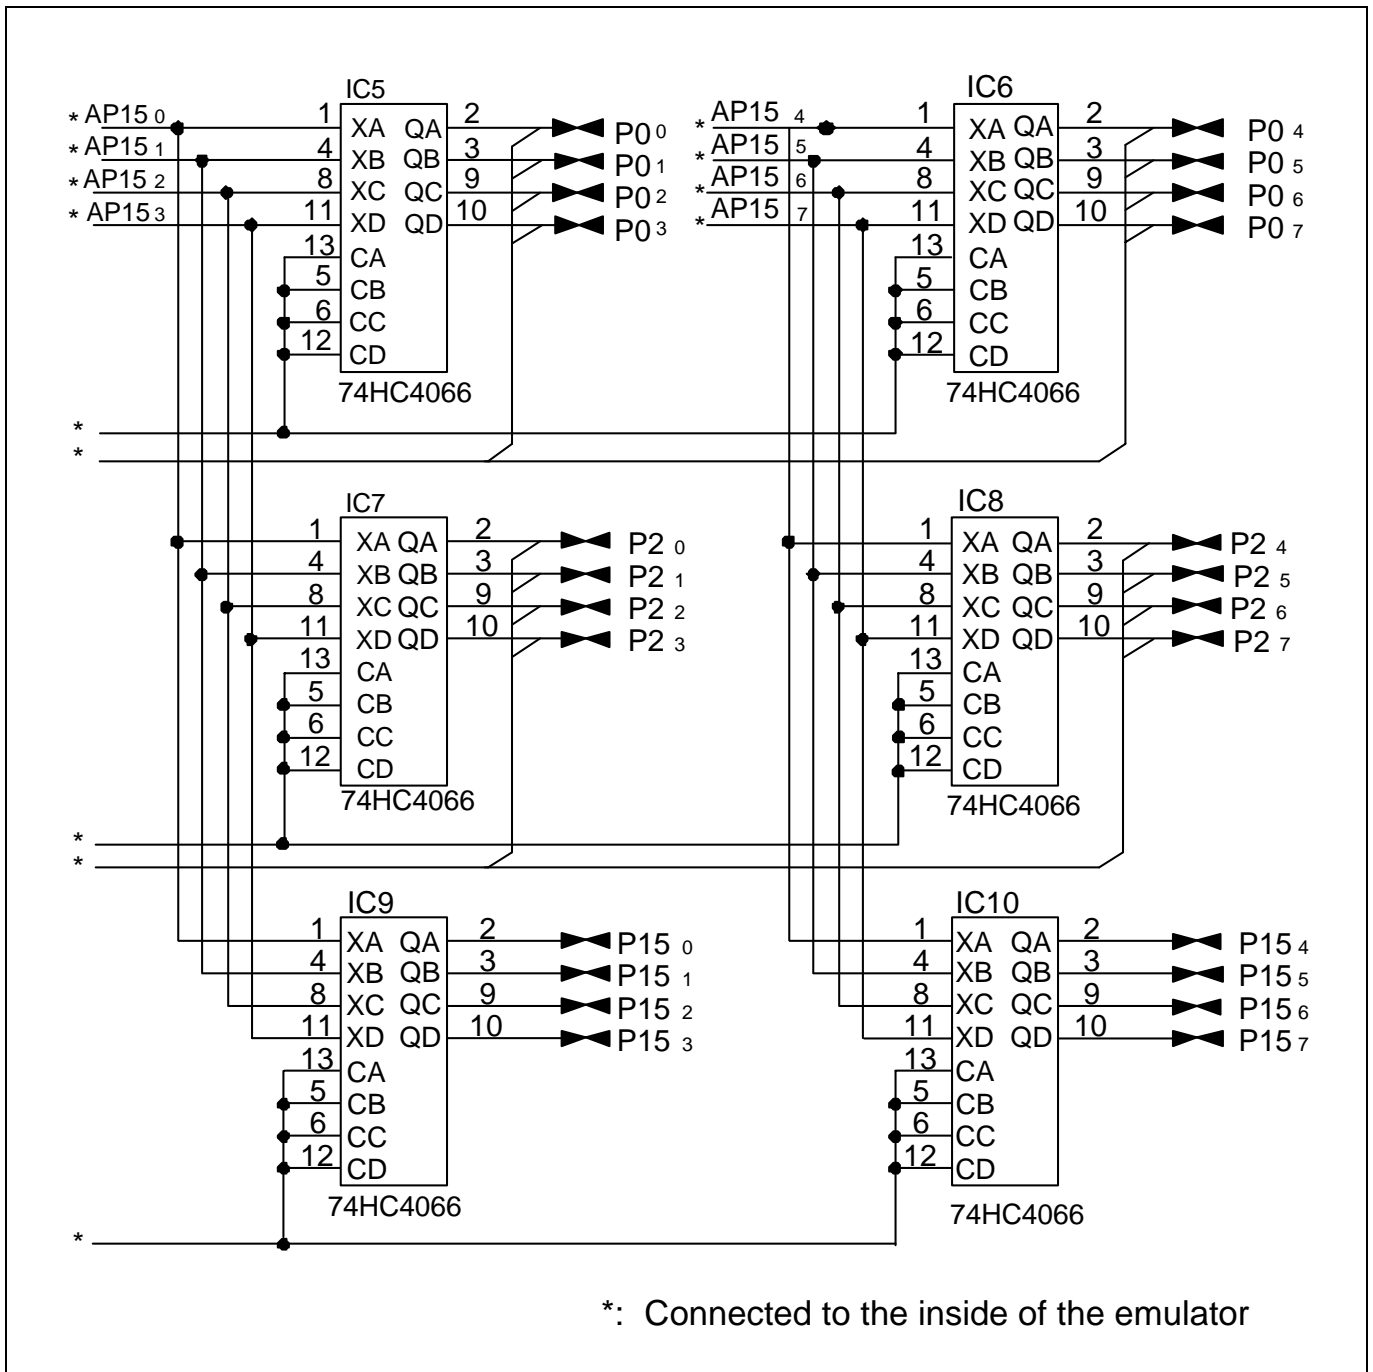 IC5
* AP15 0 1 XA QA 2 P0 0
* AP15 1 4 XB QB 3 P0 1
* AP15 2 8 XC QC 9 P0 2
* AP15 3 11 XD QD 10 P0 3
13 CA
5 CB
6 CC
12 CD
74HC4066
IC6
* AP15 4 1 XA QA 2 P0 4
* AP15 5 4 XB QB 3 P0 5
* AP15 6 8 XC QC 9 P0 6
* AP15 7 11 XD QD 10 P0 7
13 CA
5 CB
6 CC
12 CD
74HC4066
*
*
IC7
1 XA QA 2 P2 0
4 XB QB 3 P2 1
8 XC QC 9 P2 2
11 XD QD 10 P2 3
13 CA
5 CB
6 CC
12 CD
74HC4066
IC8
1 XA QA 2 P2 4
4 XB QB 3 P2 5
8 XC QC 9 P2 6
11 XD QD 10 P2 7
13 CA
5 CB
6 CC
12 CD
74HC4066
*
*
IC9
1 XA QA 2 P15 0
4 XB QB 3 P15 1
8 XC QC 9 P15 2
11 XD QD 10 P15 3
13 CA
5 CB
6 CC
12 CD
74HC4066
IC10
1 XA QA 2 P15 4
4 XB QB 3 P15 5
8 XC QC 9 P15 6
11 XD QD 10 P15 7
13 CA
5 CB
6 CC
12 CD
74HC4066
*
*: Connected to the inside of the emulator